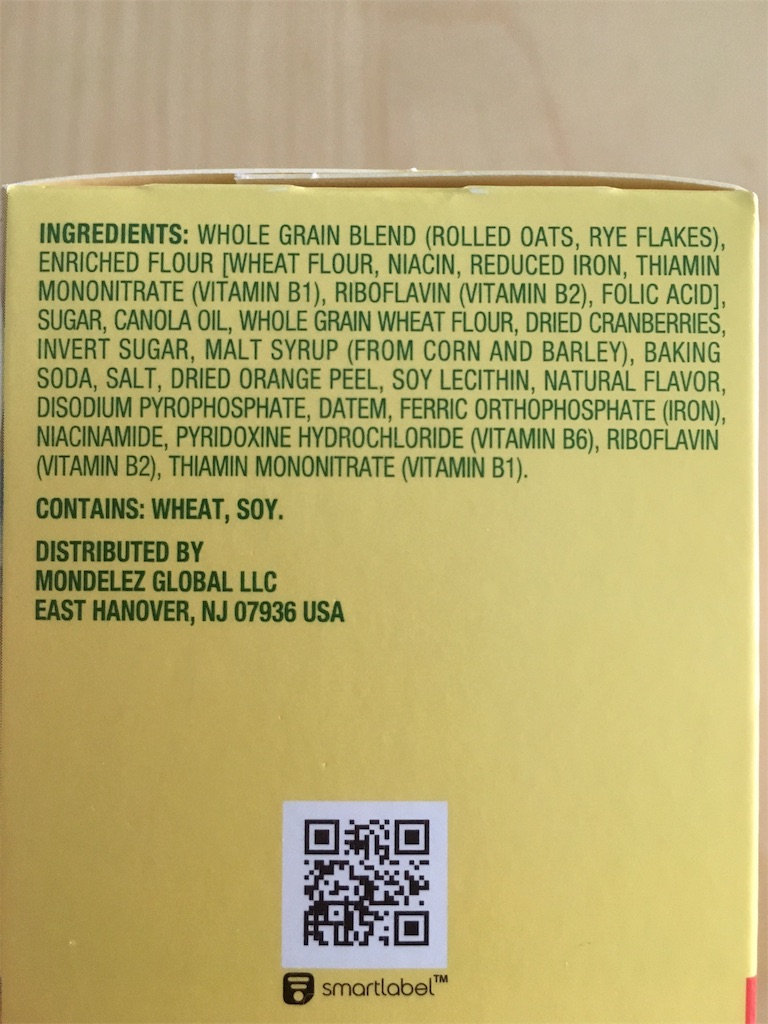 INGREDIENTS: WHOLE GRAIN BLEND (ROLLED OATS, RYE FLAKES),
ENRICHED FLOUR [WHEAT FLOUR, NIACIN, REDUCED IRON, THIAMIN
MONONITRATE (VITAMIN B1), RIBOFLAVIN (VITAMIN B2), FOLIC ACID],
SUGAR, CANOLA OIL, WHOLE GRAIN WHEAT FLOUR, DRIED CRANBERRIES,
INVERT SUGAR, MALT SYRUP (FROM CORN AND BARLEY), BAKING
SODA, SALT, DRIED ORANGE PEEL, SOY LECITHIN, NATURAL FLAVOR,
DISODIUM PYROPHOSPHATE, DATEM, FERRIC ORTHOPHOSPHATE (IRON),
NIACINAMIDE, PYRIDOXINE HYDROCHLORIDE (VITAMIN B6), RIBOFLAVIN
(VITAMIN B2), THIAMIN MONONITRATE (VITAMIN B1).
CONTAINS: WHEAT, SOY.
DISTRIBUTED BY
MONDELEZ GLOBAL LLC
EAST HANOVER, NJ 07936 USA
smartlabel™